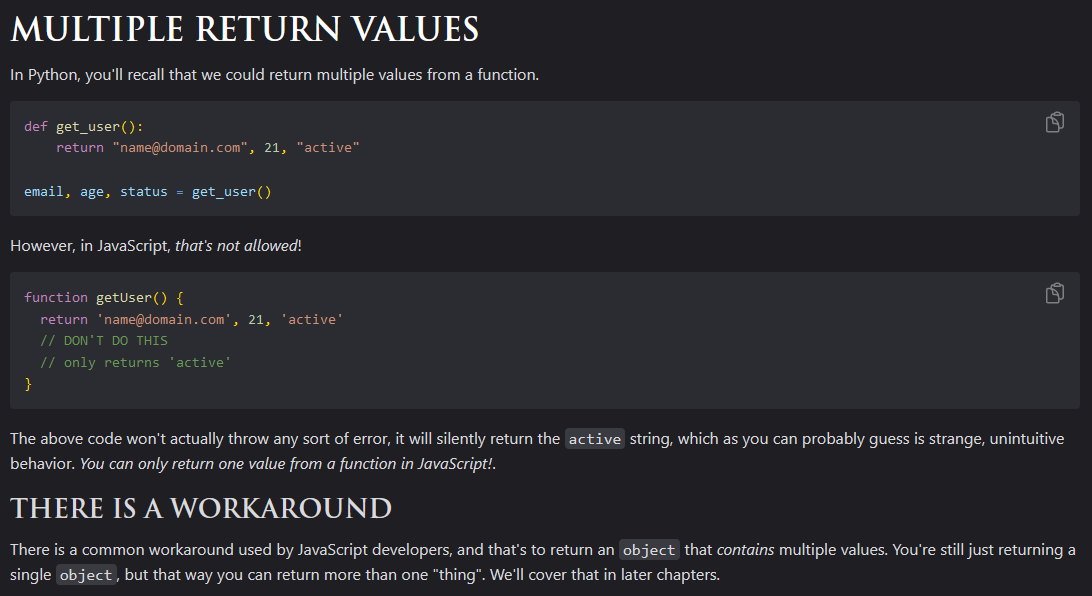 MULTIPLE RETURN VALUES
In Python, you'll recall that we could return multiple values from a function.
def get_user():
    return "name@domain.com", 21, "active"
email, age, status = get_user()
However, in JavaScript, that's not allowed!
function getUser() {
  return 'name@domain.com', 21, 'active'
  // DON'T DO THIS
  // only returns 'active'
}
The above code won't actually throw any sort of error, it will silently return the active string, which as you can probably guess is strange, unintuitive
behavior. You can only return one value from a function in JavaScript!.
THERE IS A WORKAROUND
There is a common workaround used by JavaScript developers, and that's to return an object that contains multiple values. You're still just returning a
single object, but that way you can return more than one "thing". We'll cover that in later chapters.